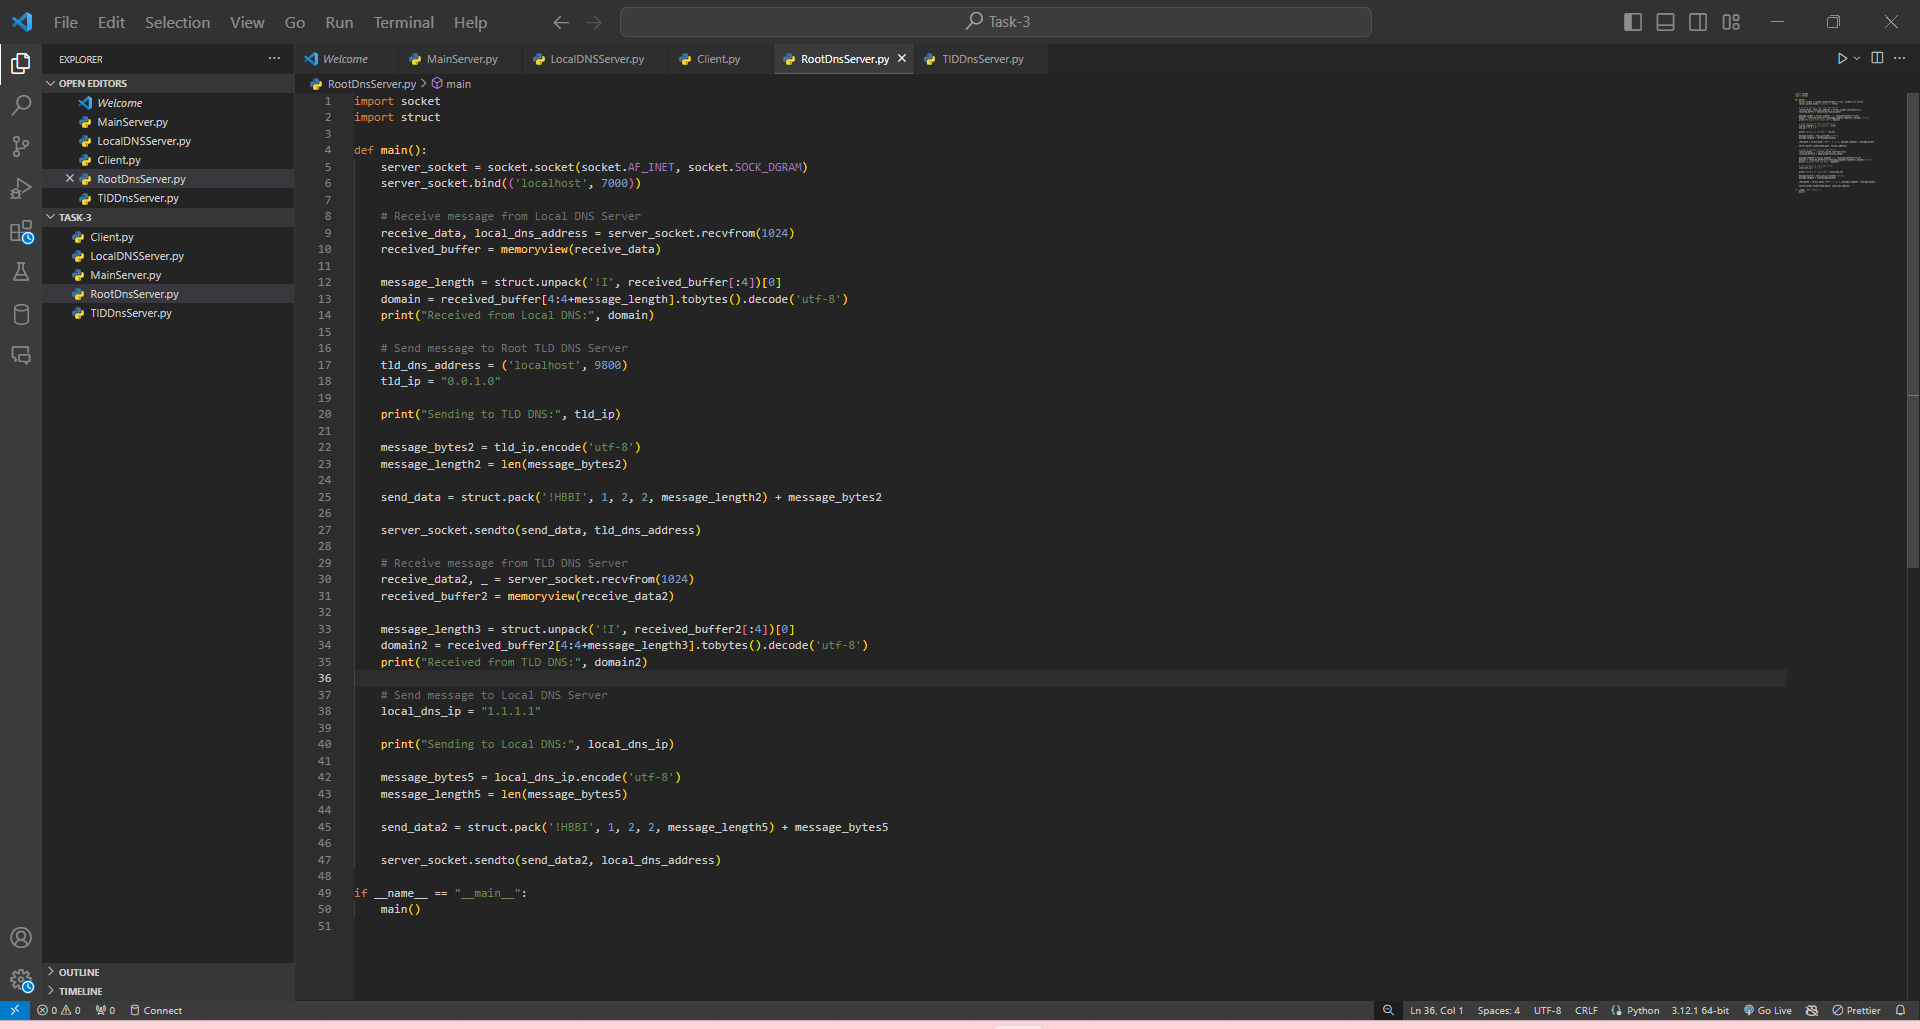 File Edit Selection View Go Run Terminal Help
Task-3
EXPLORER
OPEN EDITORS
Welcome
MainServer.py
LocalDNSServer.py
Client.py
RootDnsServer.py
TIDDnsServer.py
TASK-3
Client.py
LocalDNSServer.py
MainServer.py
RootDnsServer.py
TIDDnsServer.py
OUTLINE
TIMELINE
Welcome MainServer.py LocalDNSServer.py Client.py RootDnsServer.py TIDDnsServer.py
RootDnsServer.py > main
1 import socket
2 import struct
3
4 def main():
5     server_socket = socket.socket(socket.AF_INET, socket.SOCK_DGRAM)
6     server_socket.bind(('localhost', 7000))
7
8     # Receive message from Local DNS Server
9     receive_data, local_dns_address = server_socket.recvfrom(1024)
10     received_buffer = memoryview(receive_data)
11
12     message_length = struct.unpack('!I', received_buffer[:4])[0]
13     domain = received_buffer[4:4+message_length].tobytes().decode('utf-8')
14     print("Received from Local DNS:", domain)
15
16     # Send message to Root TLD DNS Server
17     tld_dns_address = ('localhost', 9800)
18     tld_ip = "0.0.1.0"
19
20     print("Sending to TLD DNS:", tld_ip)
21
22     message_bytes2 = tld_ip.encode('utf-8')
23     message_length2 = len(message_bytes2)
24
25     send_data = struct.pack('!HBBI', 1, 2, 2, message_length2) + message_bytes2
26
27     server_socket.sendto(send_data, tld_dns_address)
28
29     # Receive message from TLD DNS Server
30     receive_data2, _ = server_socket.recvfrom(1024)
31     received_buffer2 = memoryview(receive_data2)
32
33     message_length3 = struct.unpack('!I', received_buffer2[:4])[0]
34     domain2 = received_buffer2[4:4+message_length3].tobytes().decode('utf-8')
35     print("Received from TLD DNS:", domain2)
36
37     # Send message to Local DNS Server
38     local_dns_ip = "1.1.1.1"
39
40     print("Sending to Local DNS:", local_dns_ip)
41
42     message_bytes5 = local_dns_ip.encode('utf-8')
43     message_length5 = len(message_bytes5)
44
45     send_data2 = struct.pack('!HBBI', 1, 2, 2, message_length5) + message_bytes5
46
47     server_socket.sendto(send_data2, local_dns_address)
48
49 if __name__ == "__main__":
50     main()
51
0 0 0 Connect
Ln 36, Col 1 Spaces: 4 UTF-8 CRLF Python 3.12.1 64-bit Go Live Prettier